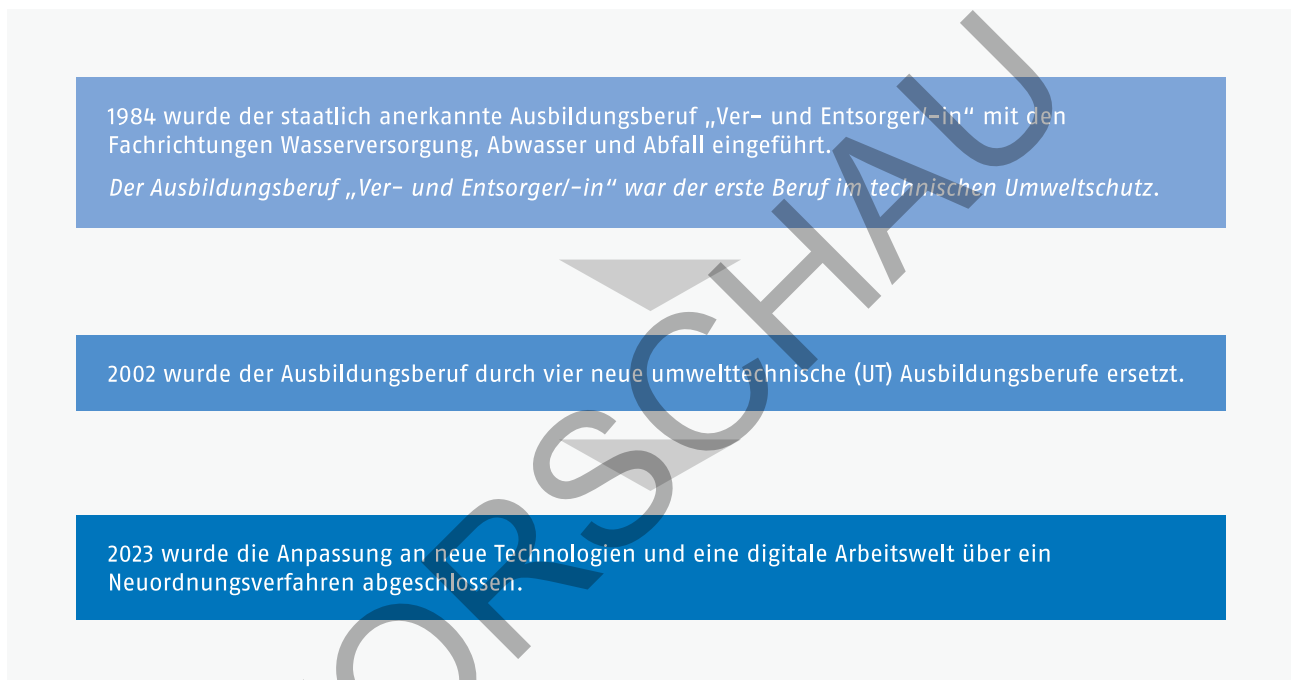 1984 wurde der staatlich anerkannte Ausbildungsberuf „Ver- und Entsorger/-in“ mit den
Fachrichtungen Wasserversorgung, Abwasser und Abfall eingeführt.
Der Ausbildungsberuf „Ver- und Entsorger/-in“ war der erste Beruf im technischen Umweltschutz.
2002 wurde der Ausbildungsberuf durch vier neue umwelttechnische (UT) Ausbildungsberufe ersetzt.
2023 wurde die Anpassung an neue Technologien und eine digitale Arbeitswelt über ein
Neuordnungsverfahren abgeschlossen.
ORSCHAU